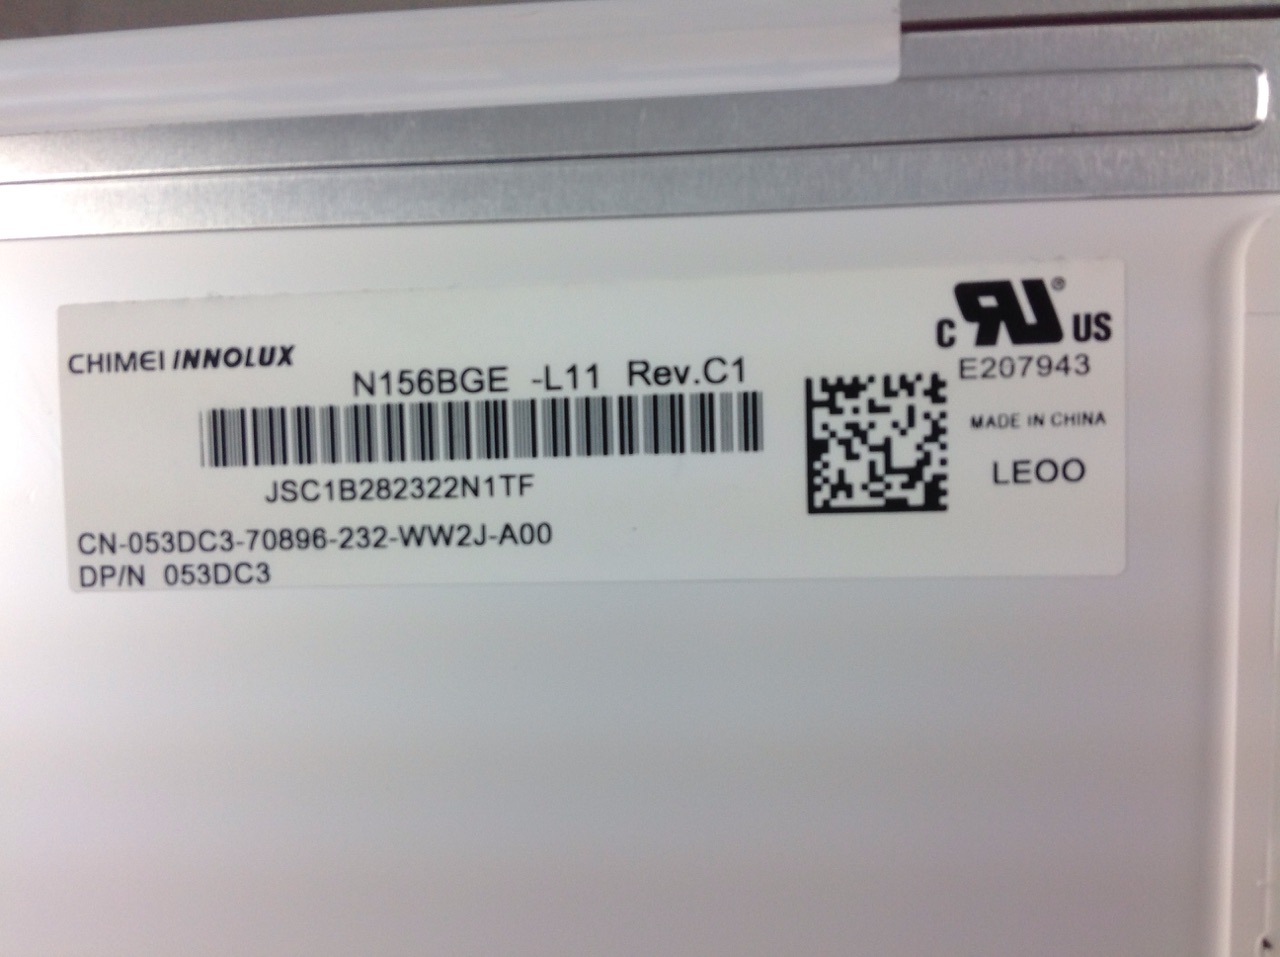 CHIMEI INNOLUX
N156BGE -L11 Rev.C1
JSC1B282322N1TF
CN-053DC3-70896-232-WW2J-A00
DP/N 053DC3
C RU® US
E207943
MADE IN CHINA
LEOO